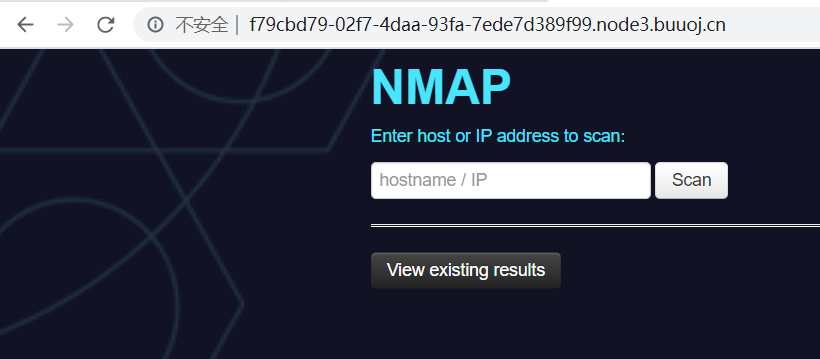 不安全 | f79cbd79-02f7-4daa-93fa-7ede7d389f99.node3.buuoj.cn
NMAP
Enter host or IP address to scan:
hostname / IP Scan
View existing results